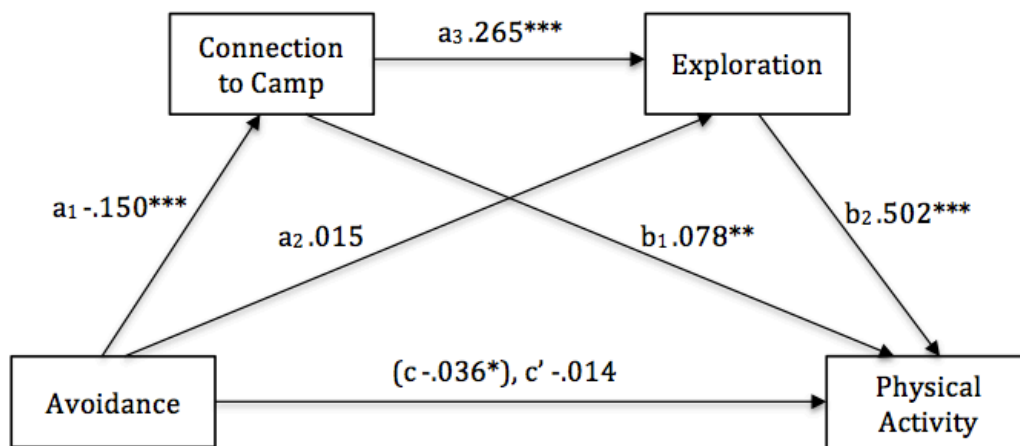 a₃ .265***
Connection
to Camp
Exploration
a₁ -.150***
a₂ .015
b₁ .078**
b₂ .502***
(c -.036*), c’ -.014
Avoidance
Physical
Activity